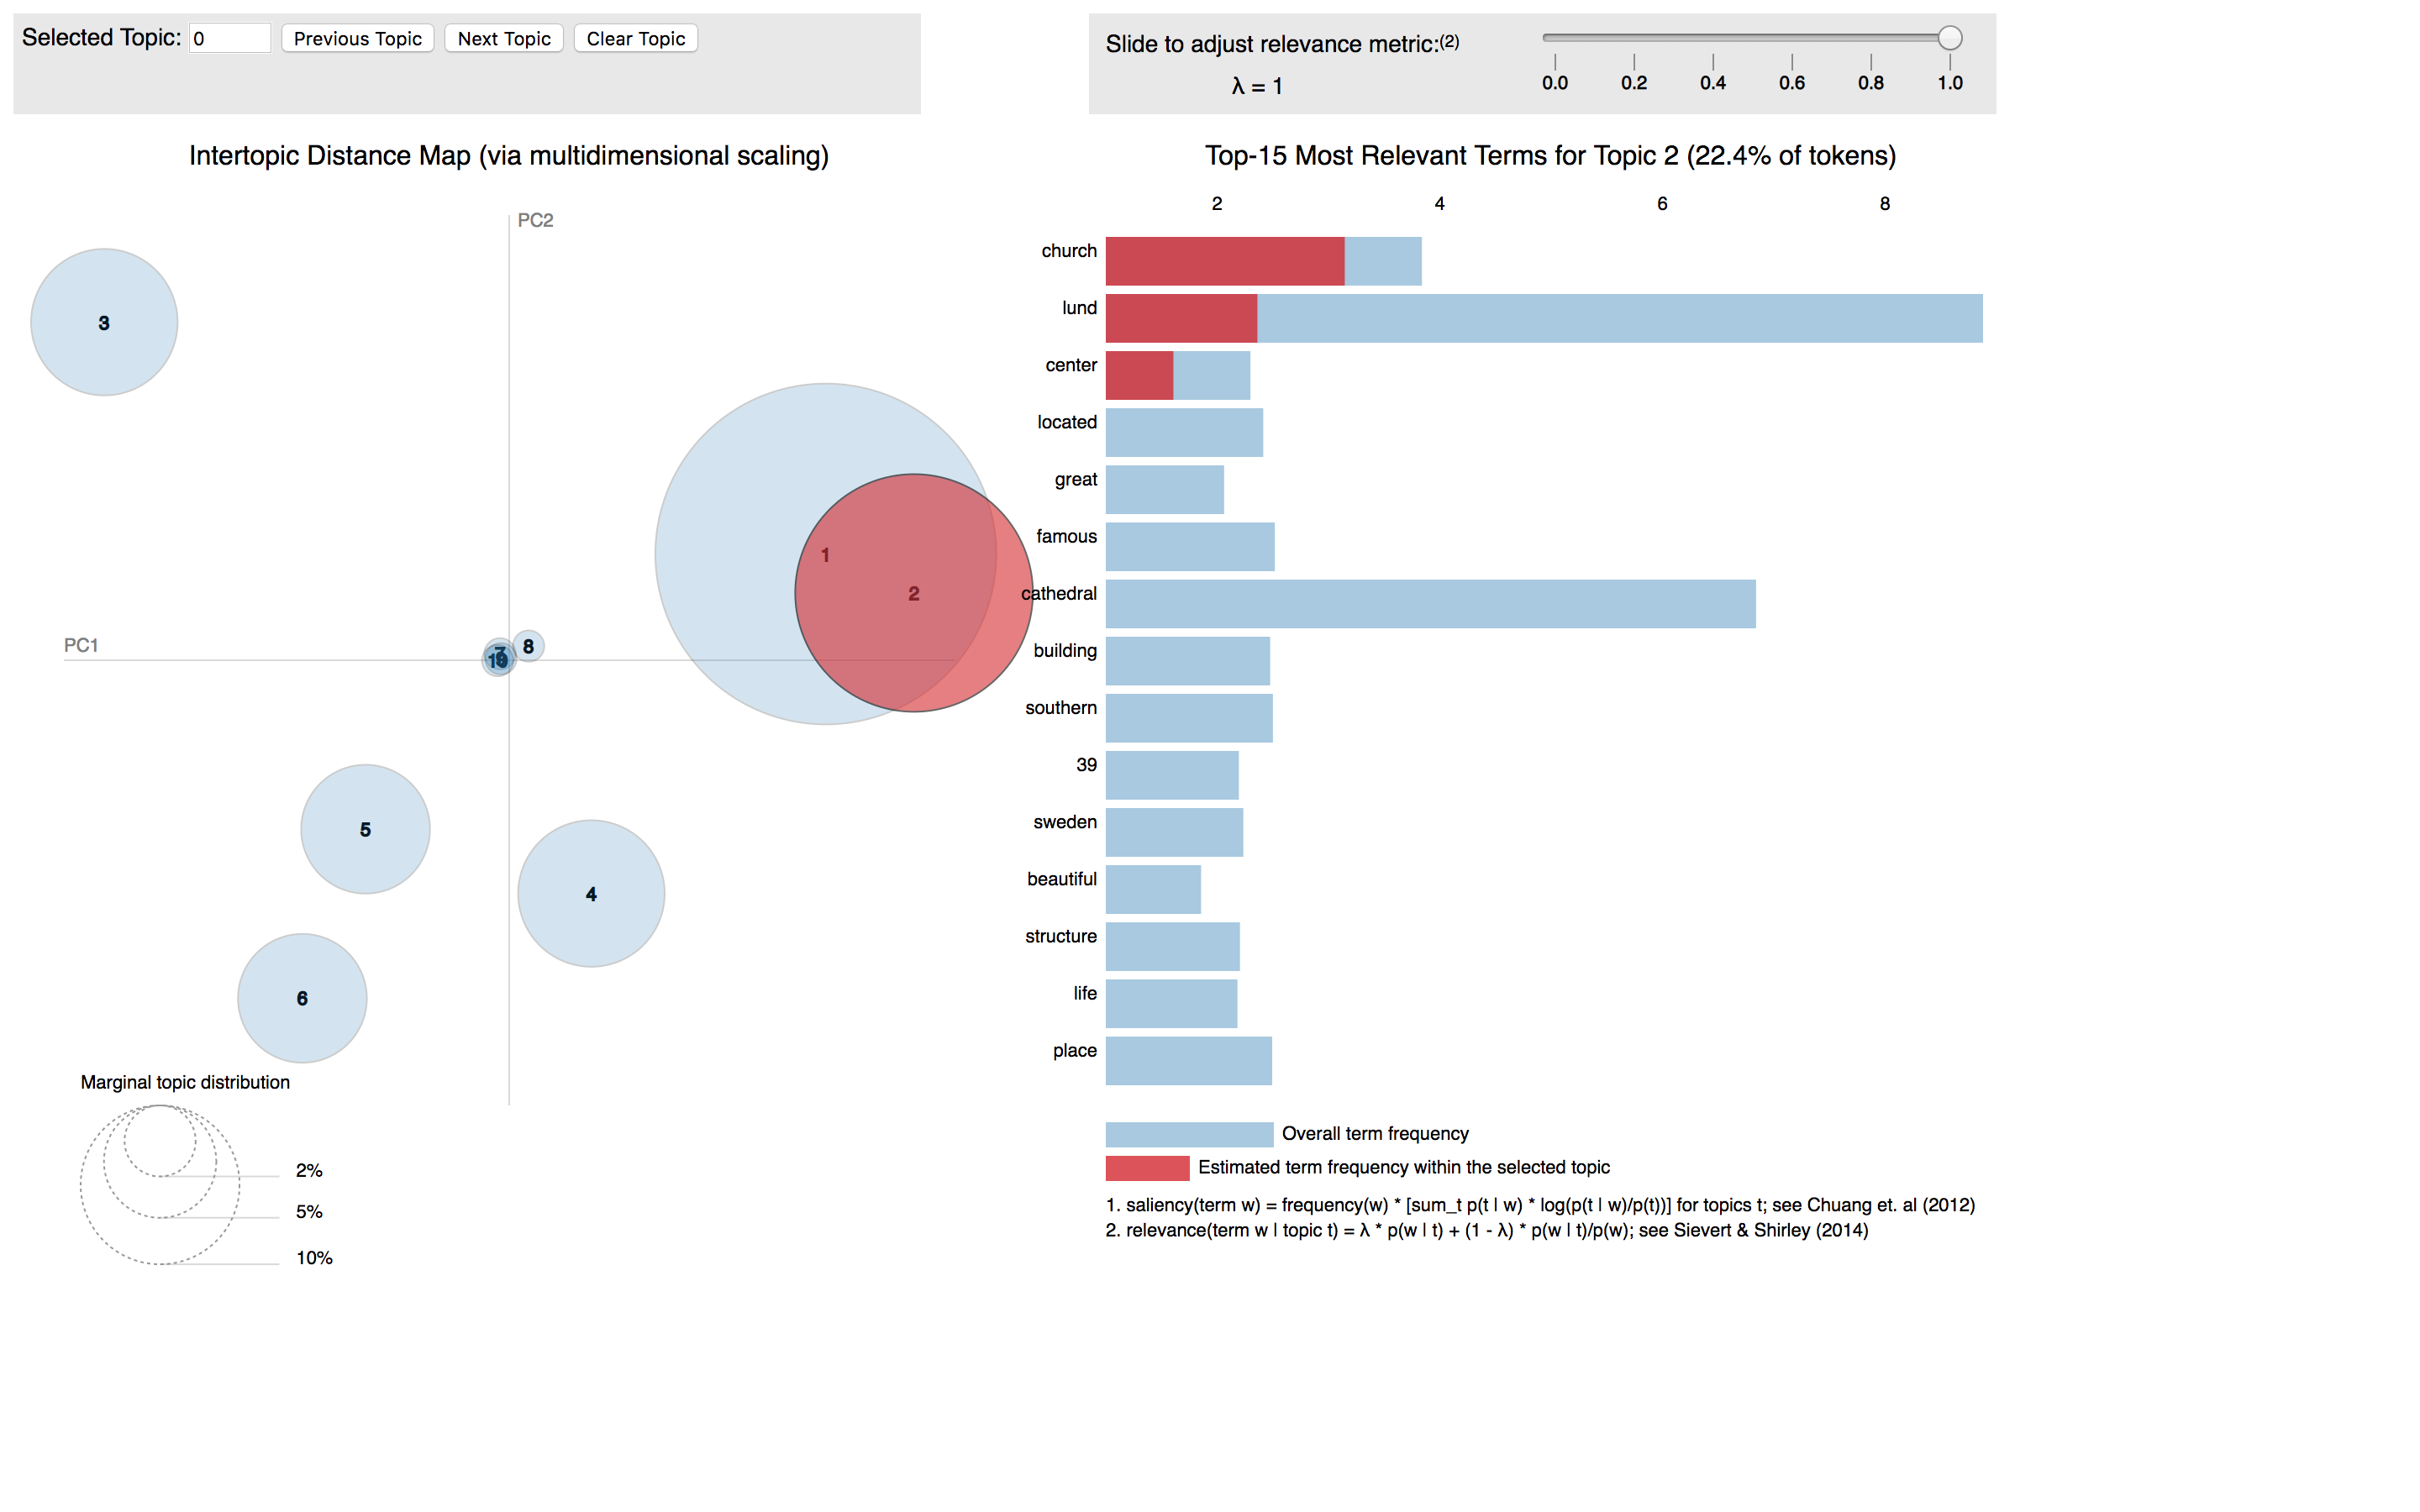 Selected Topic: 0 Previous Topic Next Topic Clear Topic
Slide to adjust relevance metric:(2)
λ = 1
0.0 0.2 0.4 0.6 0.8 1.0
Intertopic Distance Map (via multidimensional scaling)
PC2
PC1
3
1
2
8
5
4
6
Marginal topic distribution
2%
5%
10%
Top-15 Most Relevant Terms for Topic 2 (22.4% of tokens)
2 4 6 8
church
lund
center
located
great
famous
cathedral
building
southern
39
sweden
beautiful
structure
life
place
Overall term frequency
Estimated term frequency within the selected topic
1. saliency(term w) = frequency(w) * [sum_t p(t | w) * log(p(t | w)/p(t))] for topics t; see Chuang et. al (2012)
2. relevance(term w | topic t) = λ * p(w | t) + (1 - λ) * p(w | t)/p(w); see Sievert & Shirley (2014)